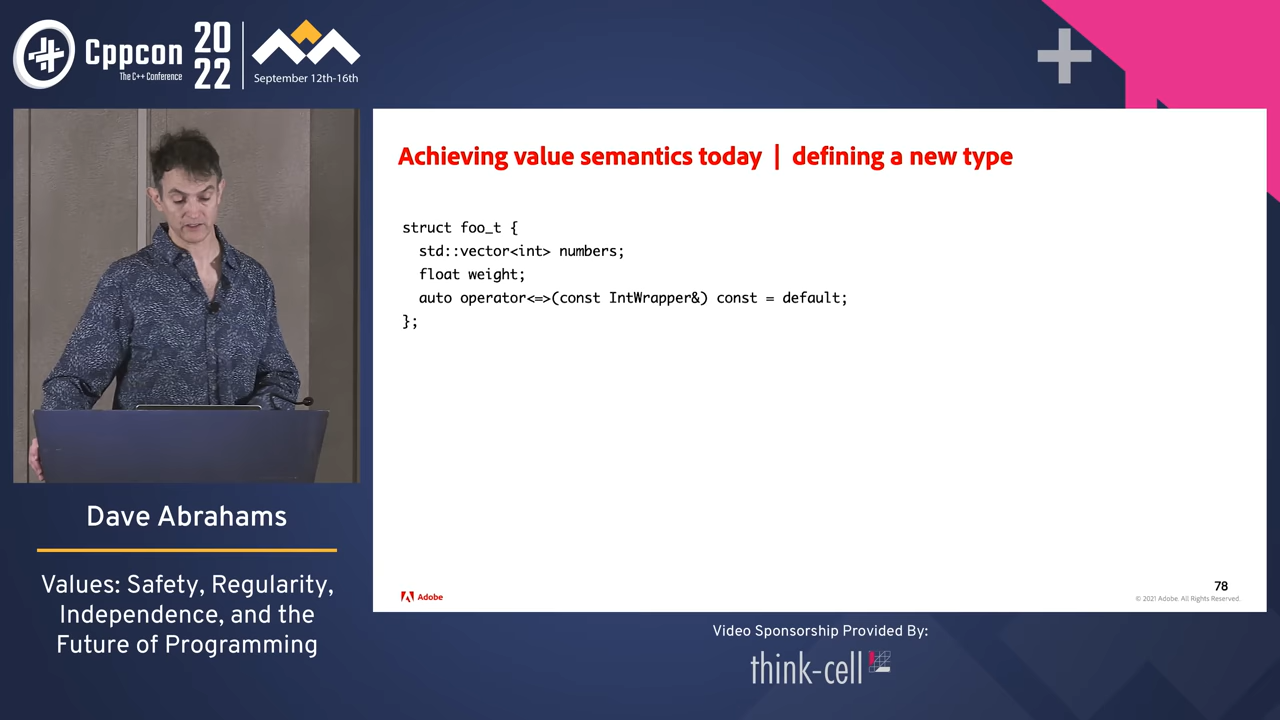 Cppcon
The C++ Conference
20
22
September 12th-16th
Achieving value semantics today | defining a new type
struct foo_t {
  std::vector<int> numbers;
  float weight;
  auto operator<=>(const IntWrapper&) const = default;
};
Adobe
78
© 2021 Adobe. All Rights Reserved.
Dave Abrahams
Values: Safety, Regularity,
Independence, and the
Future of Programming
Video Sponsorship Provided By:
think-cell